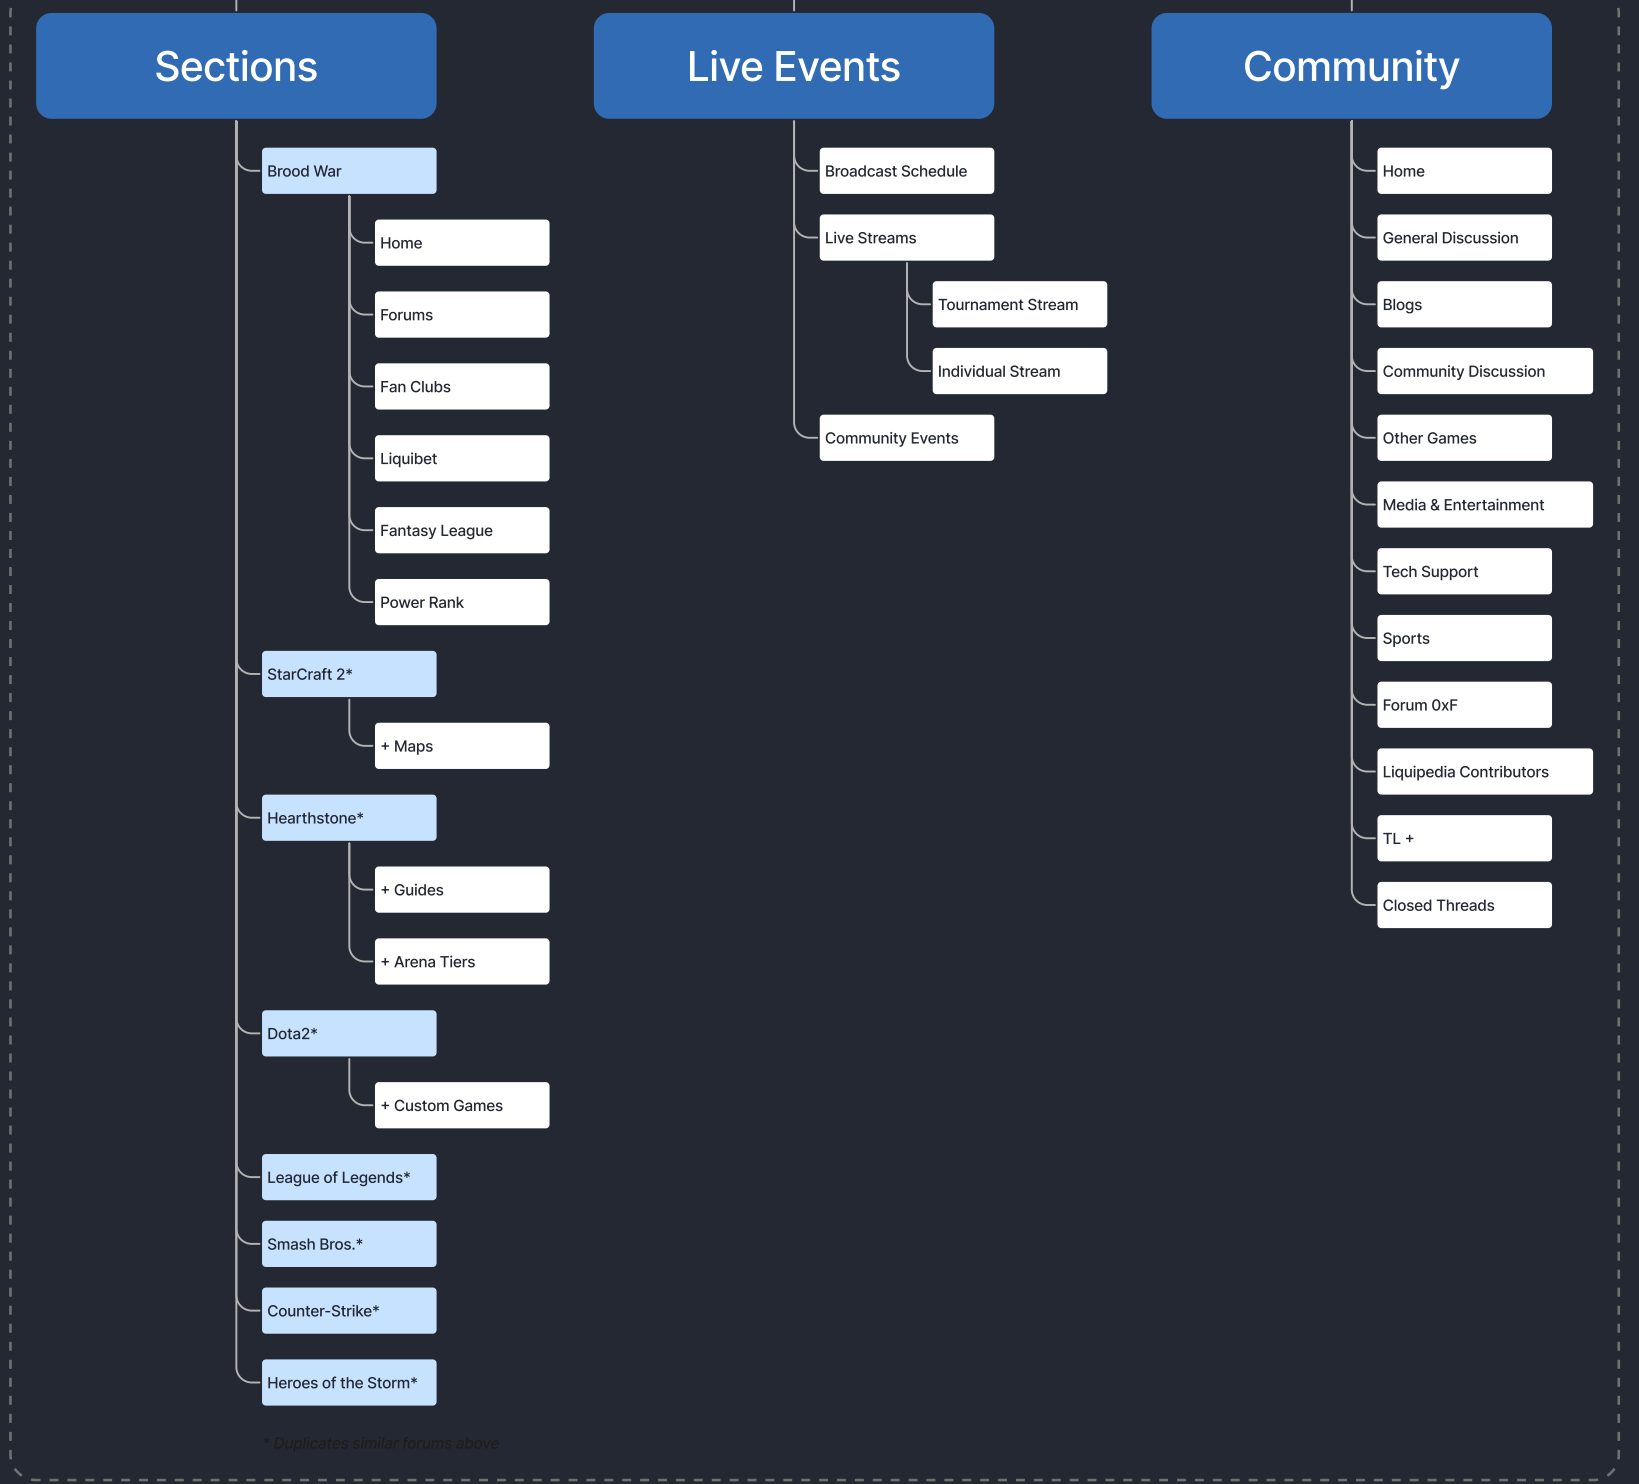 Sections
Brood War
Home
Forums
Fan Clubs
Liquibet
Fantasy League
Power Rank
StarCraft 2*
+ Maps
Hearthstone*
+ Guides
+ Arena Tiers
Dota2*
+ Custom Games
League of Legends*
Smash Bros.*
Counter-Strike*
Heroes of the Storm*
* Duplicates similar forums above
Live Events
Broadcast Schedule
Live Streams
Tournament Stream
Individual Stream
Community Events
Community
Home
General Discussion
Blogs
Community Discussion
Other Games
Media & Entertainment
Tech Support
Sports
Forum 0xF
Liquipedia Contributors
TL +
Closed Threads